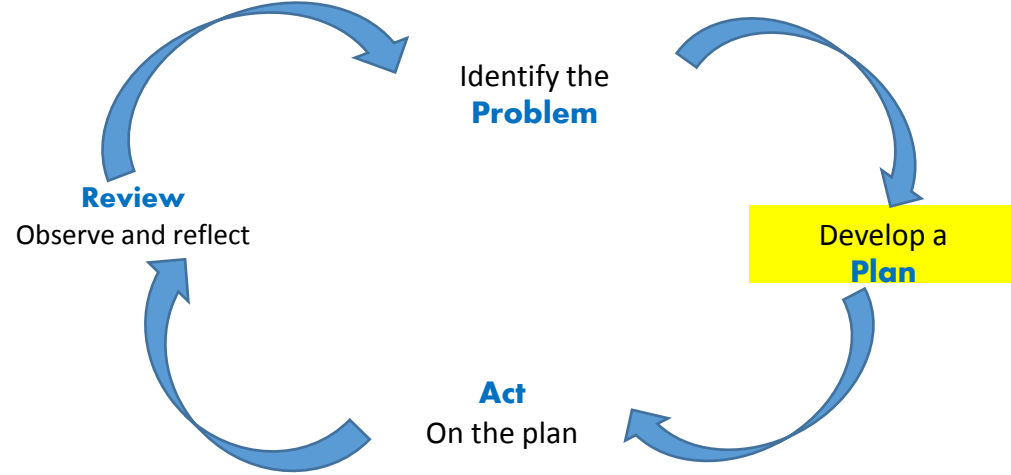 Identify the
Problem
Develop a
Plan
Act
On the plan
Review
Observe and reflect